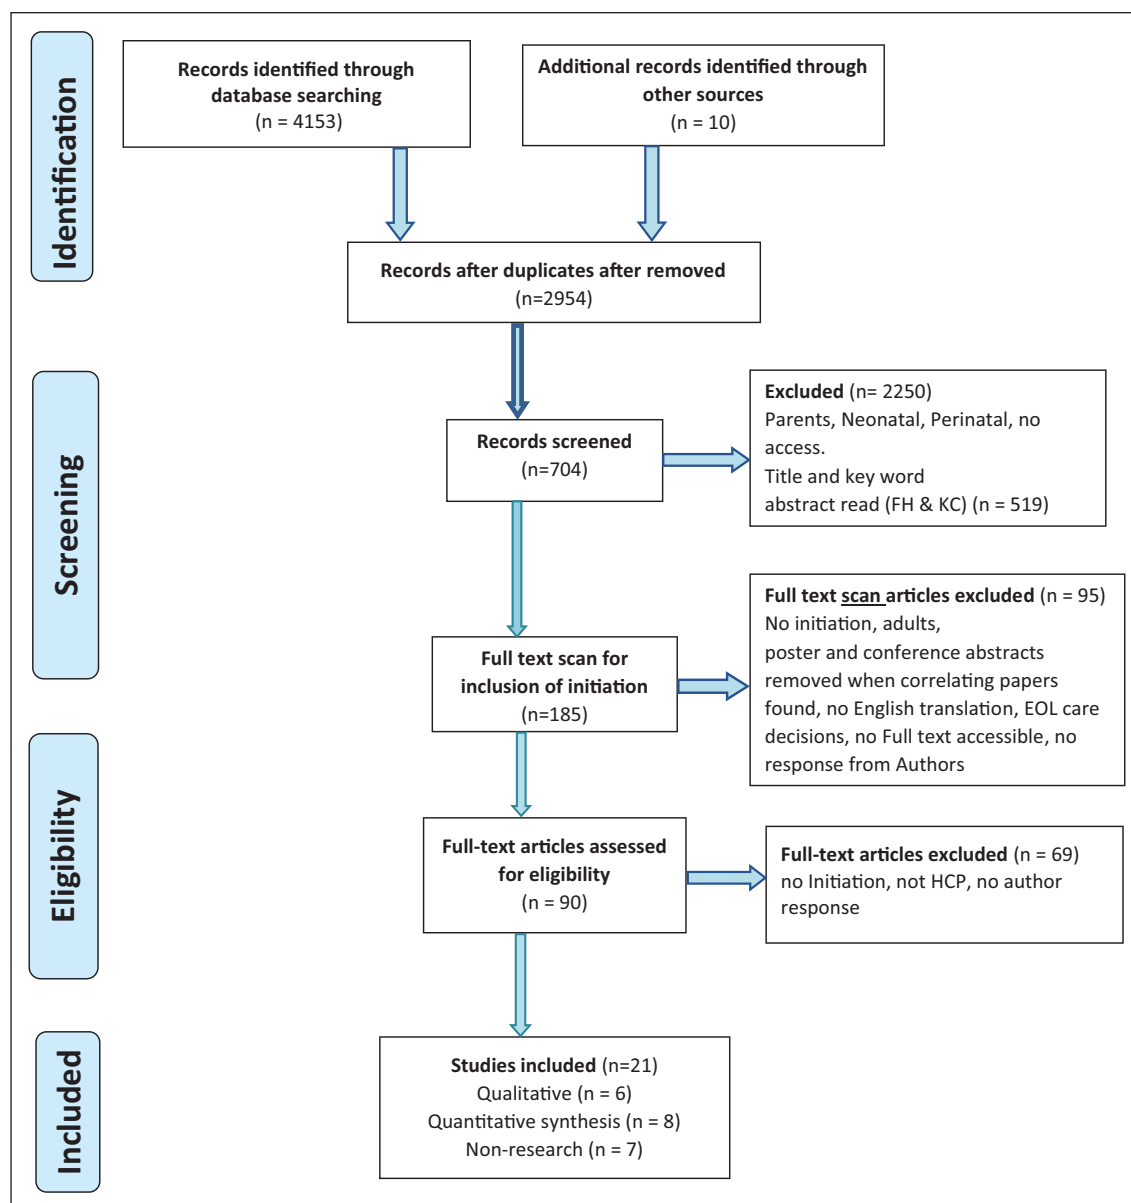 Identification
Records identified through
database searching
(n = 4153)
Additional records identified through
other sources
(n = 10)
Records after duplicates after removed
(n=2954)
Screening
Records screened
(n=704)
Excluded (n= 2250)
Parents, Neonatal, Perinatal, no
access.
Title and key word
abstract read (FH & KC) (n = 519)
Full text scan for
inclusion of initiation
(n=185)
Full text scan articles excluded (n = 95)
No initiation, adults,
poster and conference abstracts
removed when correlating papers
found, no English translation, EOL care
decisions, no Full text accessible, no
response from Authors
Eligibility
Full-text articles assessed
for eligibility
(n = 90)
Full-text articles excluded (n = 69)
no Initiation, not HCP, no author
response
Included
Studies included (n=21)
Qualitative (n = 6)
Quantitative synthesis (n = 8)
Non-research (n = 7)